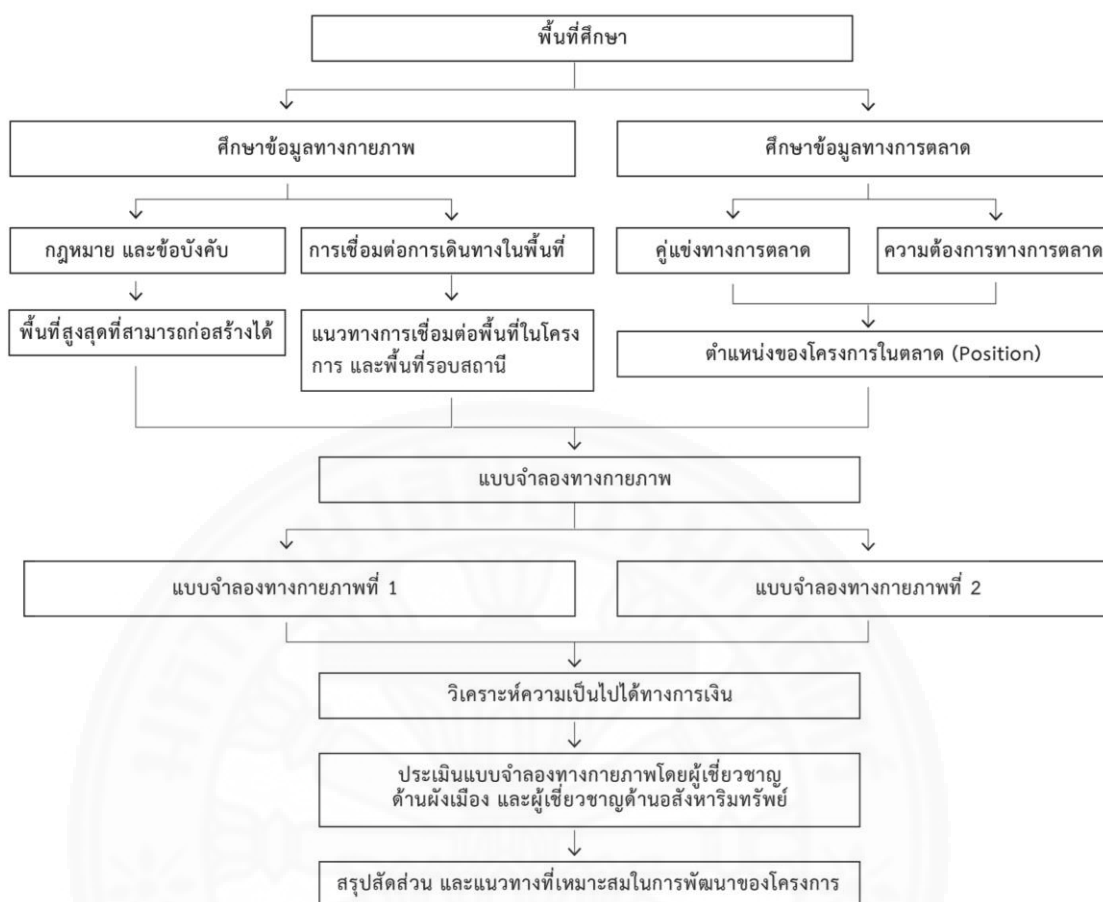 พื้นที่ศึกษา
ศึกษาข้อมูลทางกายภาพ
ศึกษาข้อมูลทางการตลาด
กฎหมาย และข้อบังคับ
การเชื่อมต่อการเดินทางในพื้นที่
คู่แข่งทางการตลาด
ความต้องการทางการตลาด
พื้นที่สูงสุดที่สามารถก่อสร้างได้
แนวทางการเชื่อมต่อพื้นที่ในโครง
การ และพื้นที่รอบสถานี
ตำแหน่งของโครงการในตลาด (Position)
แบบจำลองทางกายภาพ
แบบจำลองทางกายภาพที่ 1
แบบจำลองทางกายภาพที่ 2
วิเคราะห์ความเป็นไปได้ทางการเงิน
ประเมินแบบจำลองทางกายภาพโดยผู้เชี่ยวชาญ
ด้านผังเมือง และผู้เชี่ยวชาญด้านอสังหาริมทรัพย์
สรุปสัดส่วน และแนวทางที่เหมาะสมในการพัฒนาของโครงการ